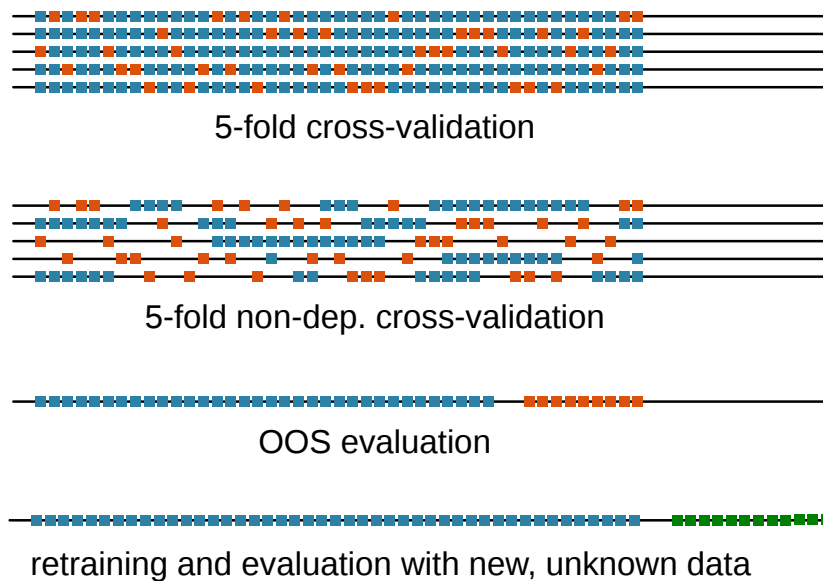 5-fold cross-validation
5-fold non-dep. cross-validation
OOS evaluation
retraining and evaluation with new, unknown data